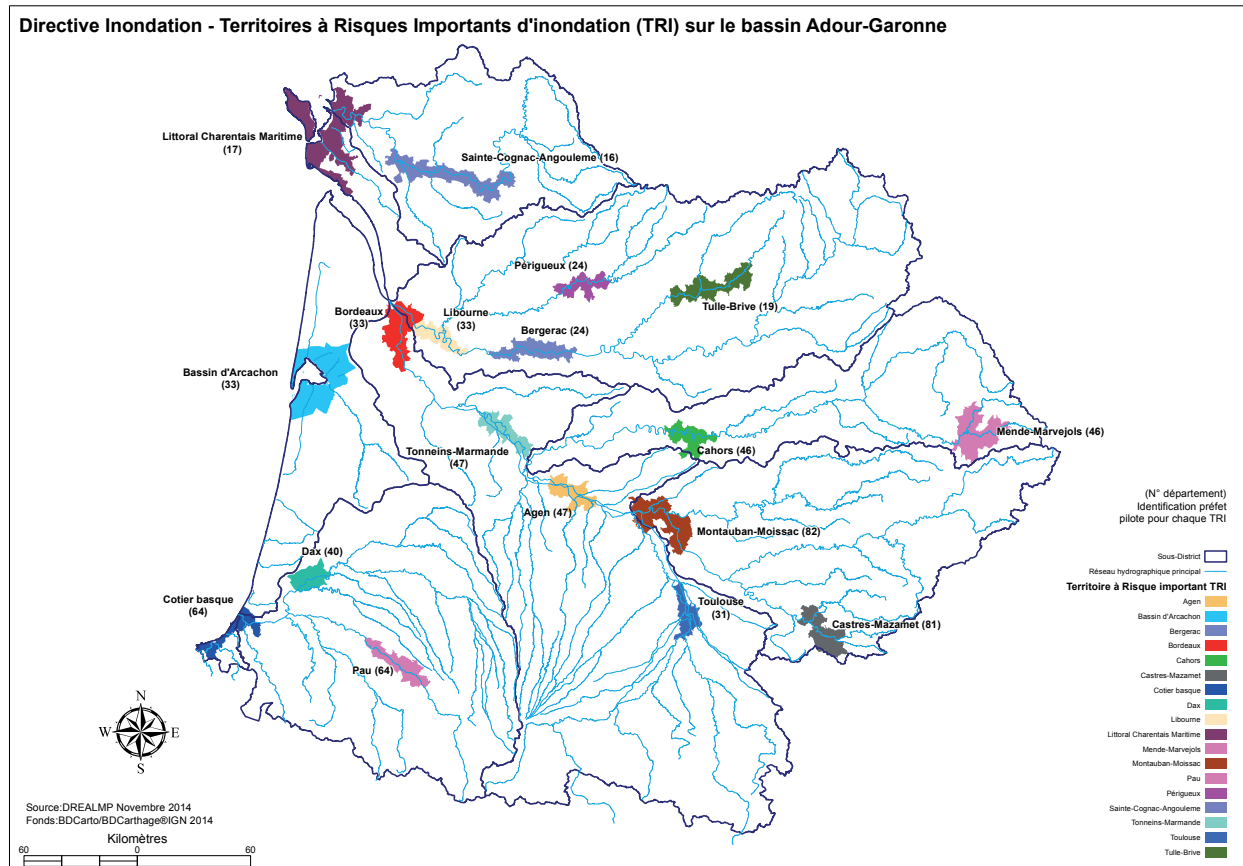 Directive Inondation - Territoires à Risques Importants d'inondation (TRI) sur le bassin Adour-Garonne
Littoral Charentais Maritime
(17)
Sainte-Cognac-Angouleme (16)
Périgueux (24)
Tulle-Brive (19)
Bordeaux
(33)
Libourne
(33)
Bergerac (24)
Bassin d'Arcachon
(33)
Tonneins-Marmande
(47)
Cahors (46)
Mende-Marvejols (46)
Agen (47)
Montauban-Moissac (82)
Dax (40)
Cotier basque
(64)
Toulouse
(31)
Castres-Mazamet (81)
Pau (64)
(N° département)
Identification préfet
pilote pour chaque TRI
Sous-District
Réseau hydrographique principal
Territoire à Risque important TRI
Agen
Bassin d'Arcachon
Bergerac
Bordeaux
Cahors
Castres-Mazamet
Cotier basque
Dax
Libourne
Littoral Charentais Maritime
Mende-Marvejols
Montauban-Moissac
Pau
Périgueux
Sainte-Cognac-Angouleme
Tonneins-Marmande
Toulouse
Tulle-Brive
N
W E
S
Source:DREALMP Novembre 2014
Fonds:BDCarto/BDCarthage®IGN 2014
Kilomètres
60 0 60